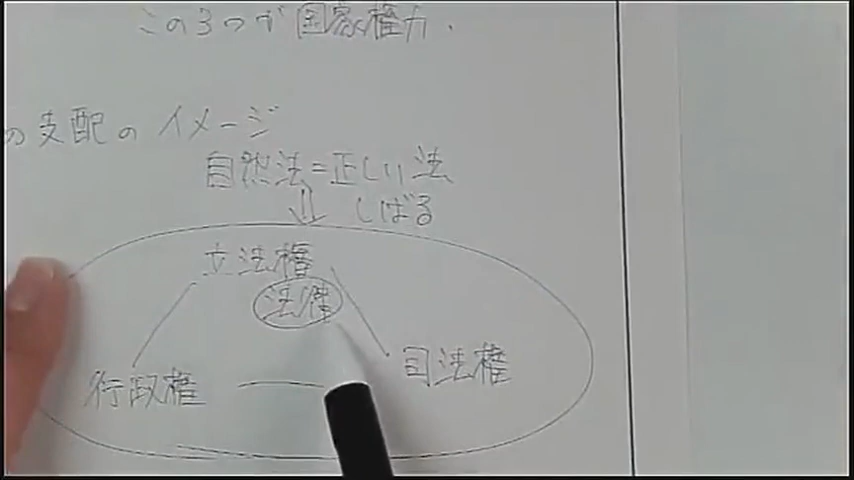 この3つで国家権力.
の支配のイメージ
自然法=正しい法
しばる
立法権
法律
行政権
司法権